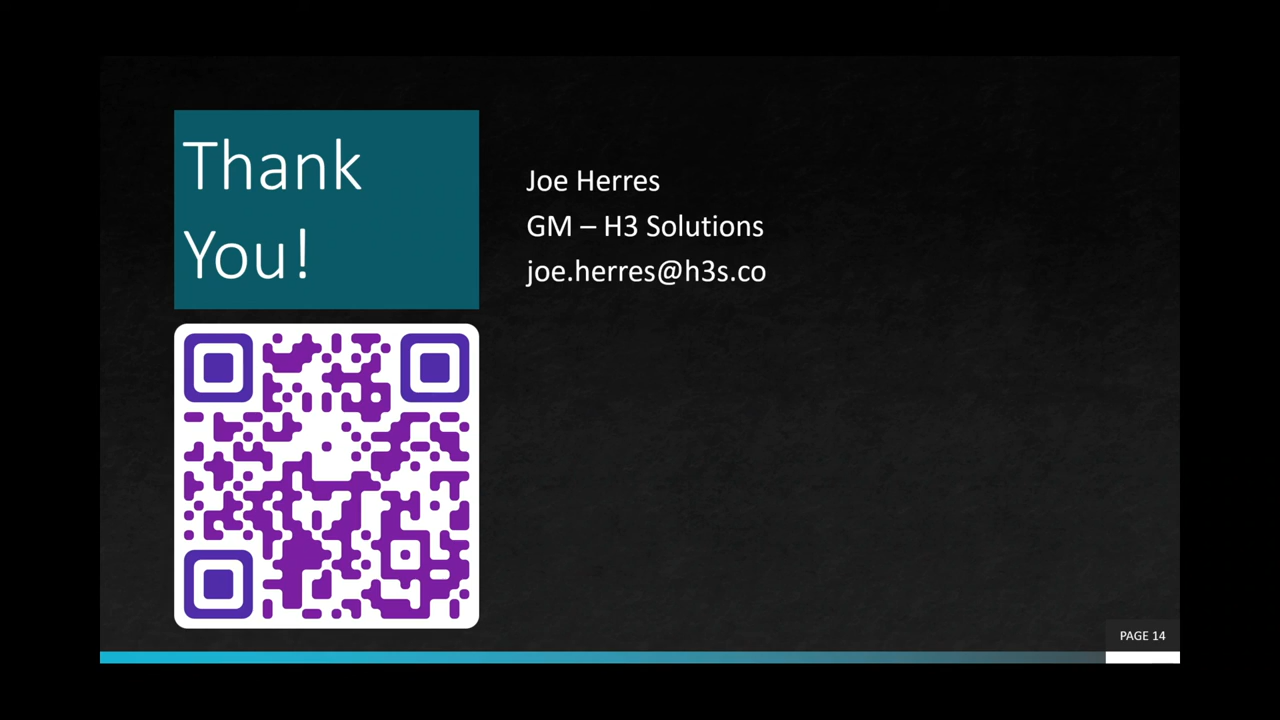 Thank
You!
Joe Herres
GM – H3 Solutions
joe.herres@h3s.co
PAGE 14